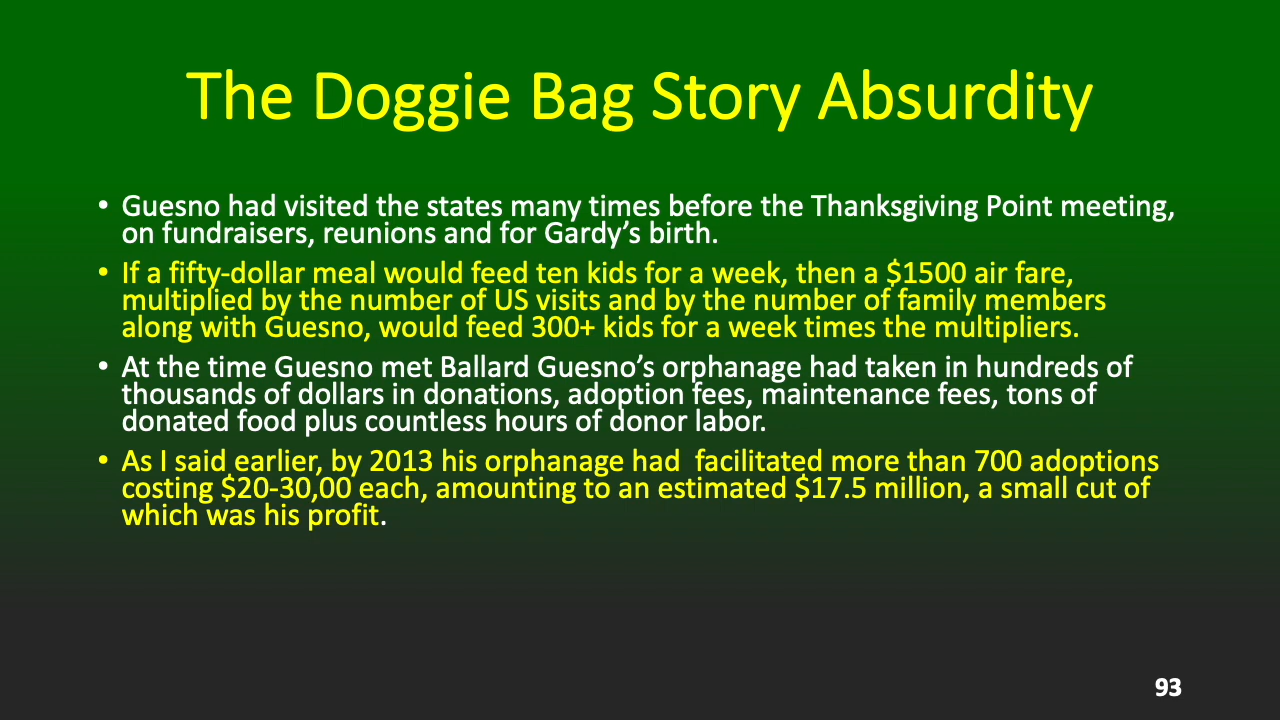 The Doggie Bag Story Absurdity
• Guesno had visited the states many times before the Thanksgiving Point meeting,
on fundraisers, reunions and for Gardy’s birth.
• If a fifty-dollar meal would feed ten kids for a week, then a $1500 air fare,
multiplied by the number of US visits and by the number of family members
along with Guesno, would feed 300+ kids for a week times the multipliers.
• At the time Guesno met Ballard Guesno’s orphanage had taken in hundreds of
thousands of dollars in donations, adoption fees, maintenance fees, tons of
donated food plus countless hours of donor labor.
• As I said earlier, by 2013 his orphanage had  facilitated more than 700 adoptions
costing $20-30,00 each, amounting to an estimated $17.5 million, a small cut of
which was his profit.
93